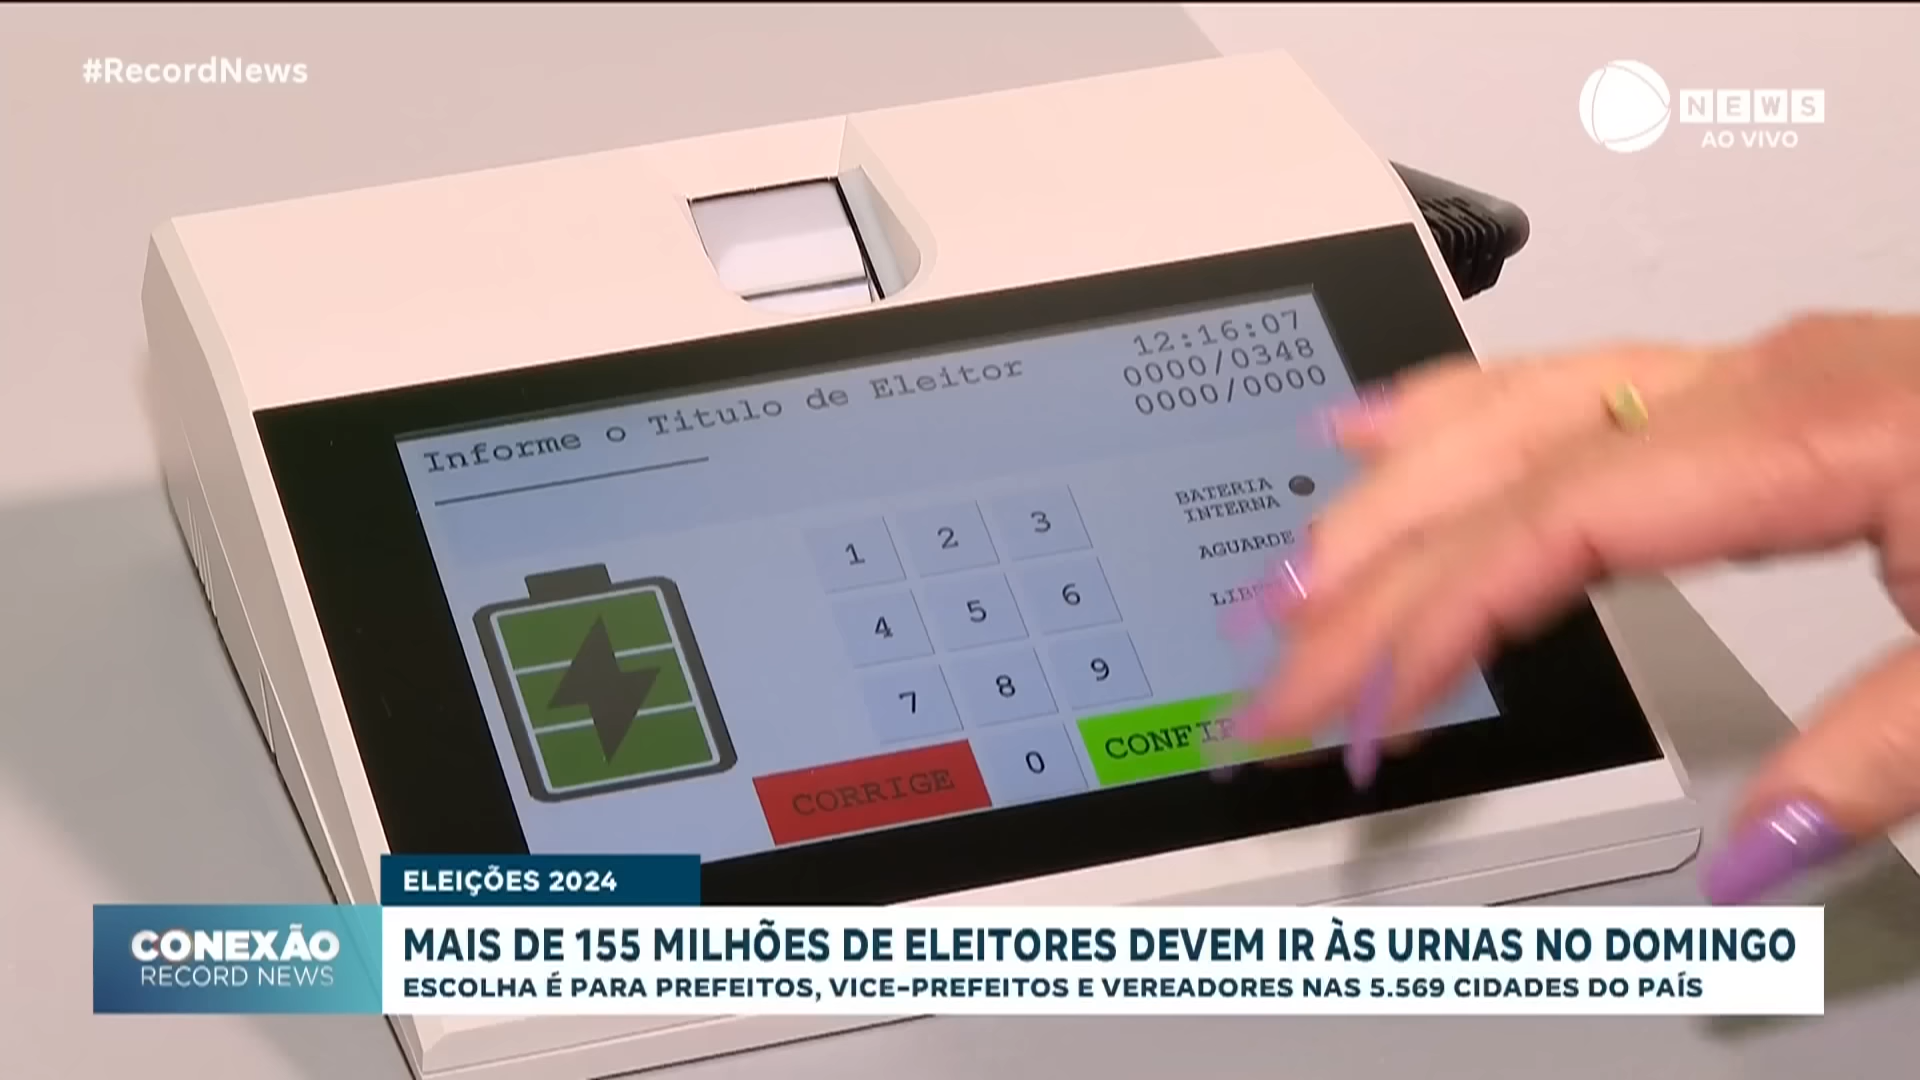 #RecordNews
NEWS
AO VIVO
12:16:07
0000/0348
0000/0000
Informe o Titulo de Eleitor
BATERIA
INTERNA
AGUARDE
1 2 3
4 5 6
7 8 9
CORRIGE 0
ELEIÇÕES 2024
CONEXÃO
RECORD NEWS
MAIS DE 155 MILHÕES DE ELEITORES DEVEM IR ÀS URNAS NO DOMINGO
ESCOLHA É PARA PREFEITOS, VICE-PREFEITOS E VEREADORES NAS 5.569 CIDADES DO PAÍS